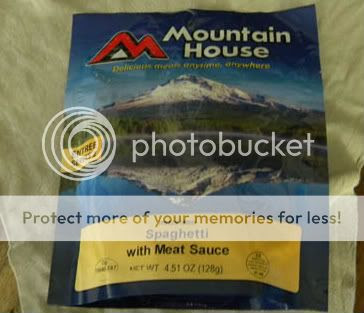 Mountain
House
Delicious meals anytime, anywhere
ENTREE
photobucket
Protect more of your memories for less!
Spaghetti
with Meat Sauce
NET WT 4.51 OZ (128g)